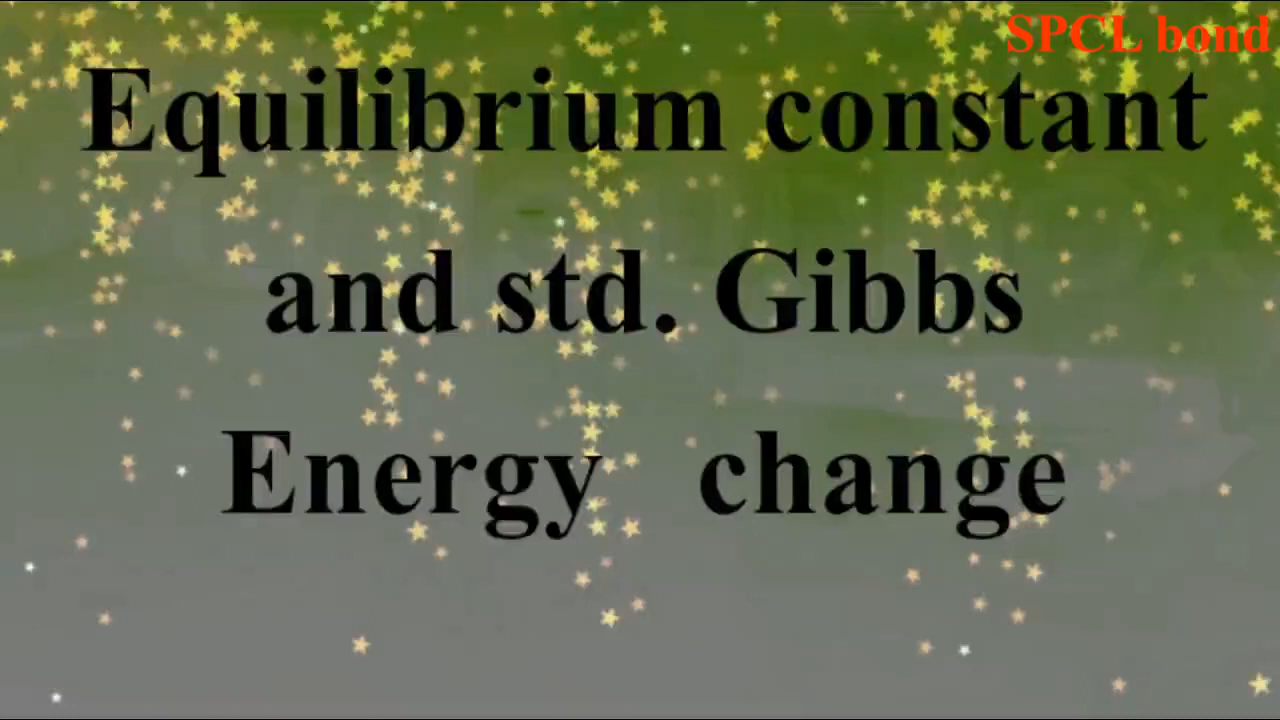 SPCL bond
Equilibrium constant
and std. Gibbs
Energy change